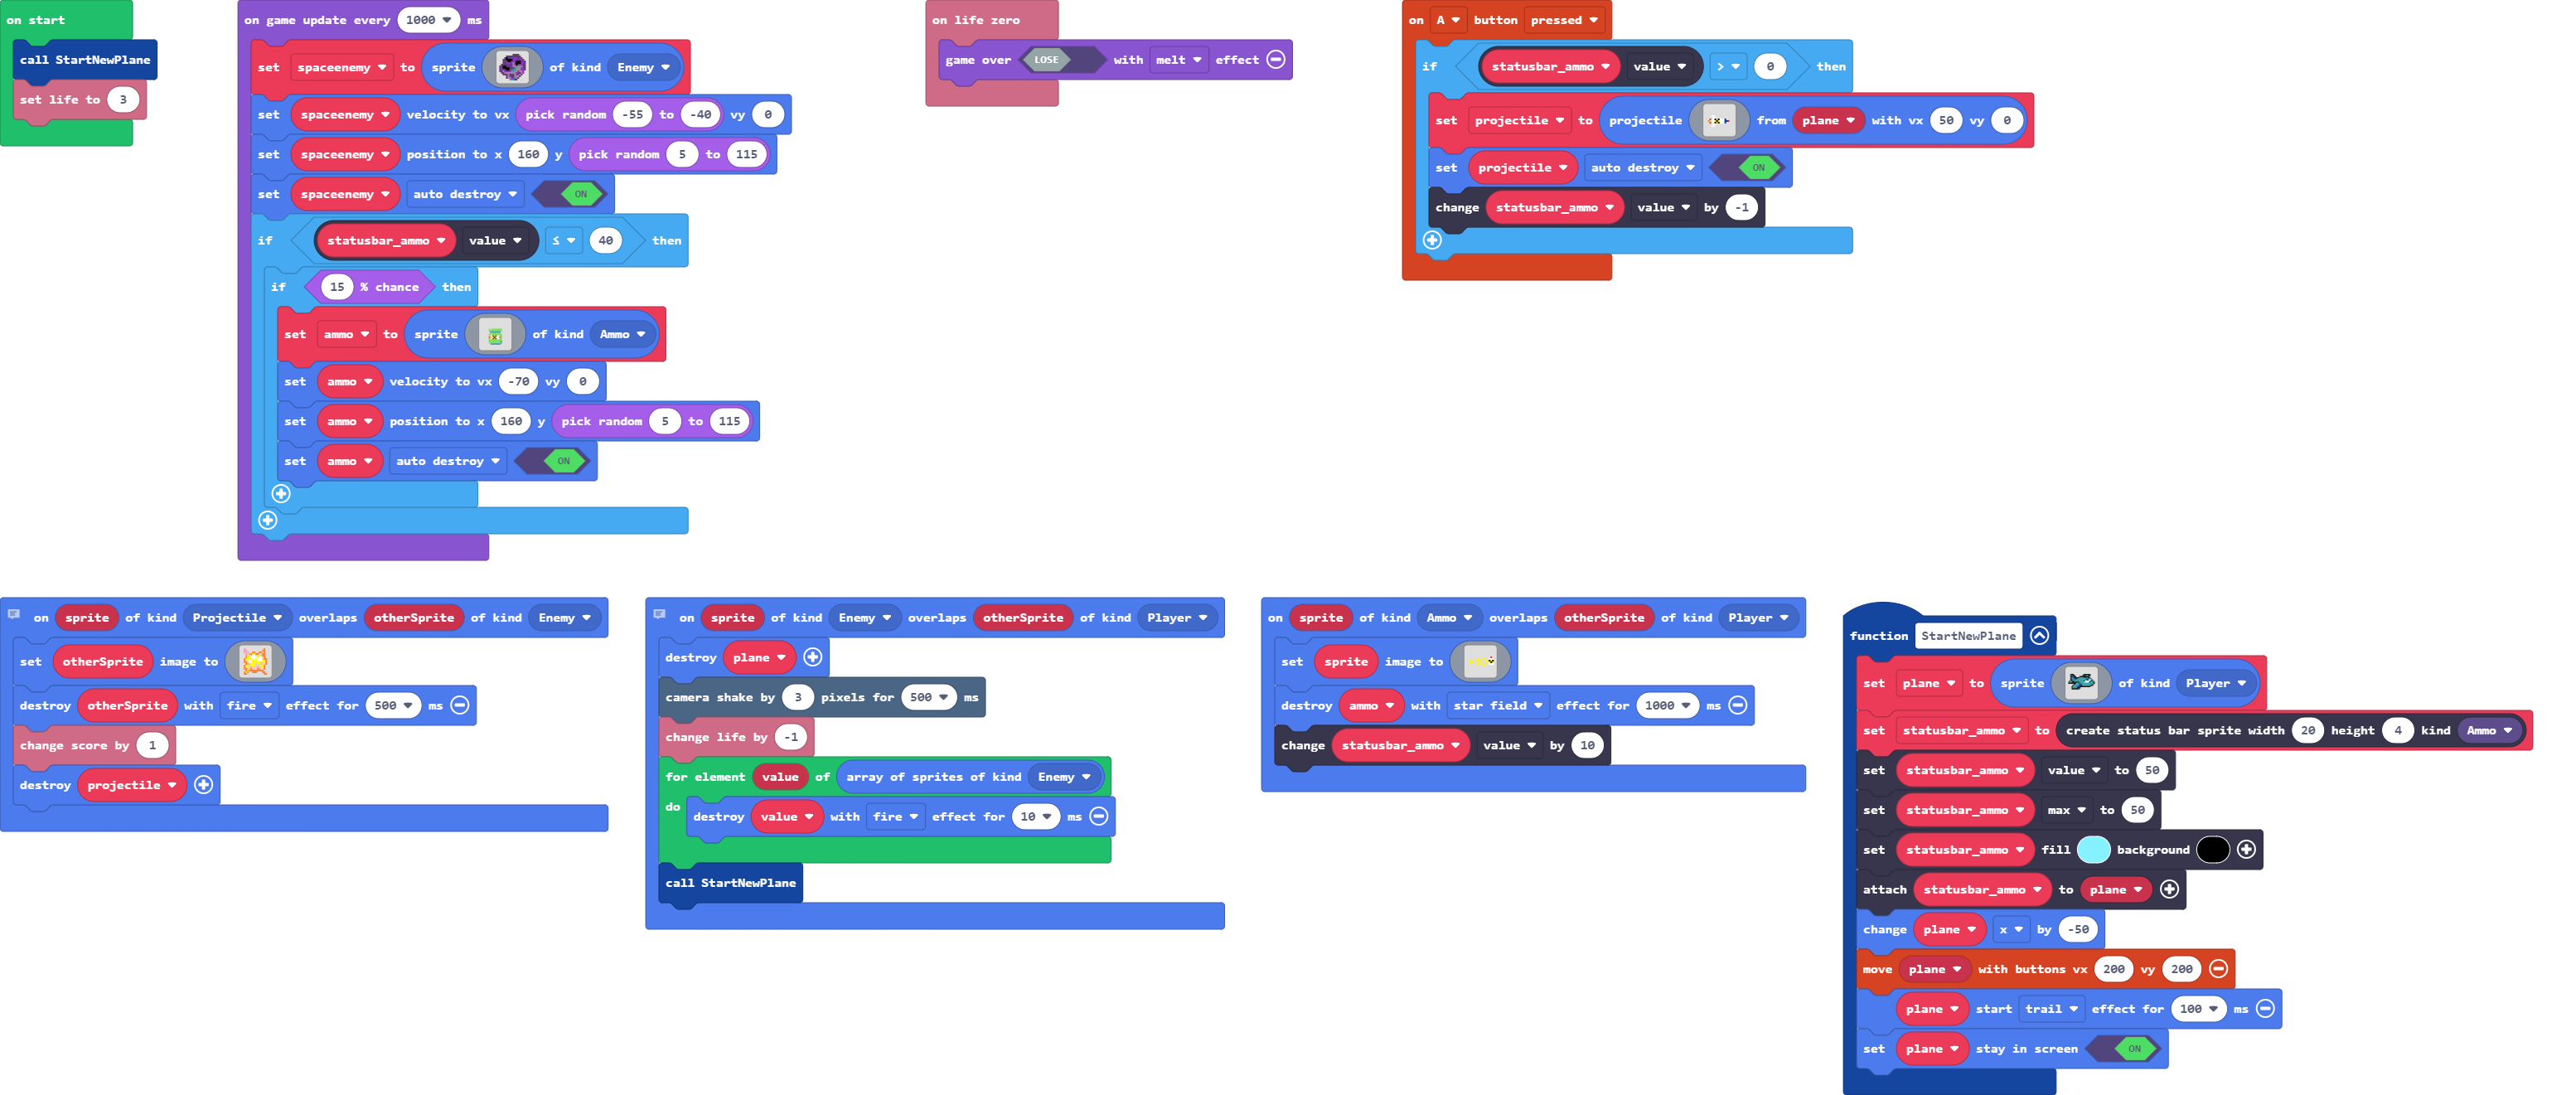 on start
call StartNewPlane
set life to 3
on game update every 1000 ms
set spaceenemy to sprite of kind Enemy
set spaceenemy velocity to vx pick random -55 to -40 vy 0
set spaceenemy position to x 160 y pick random 5 to 115
set spaceenemy auto destroy ON
if statusbar_ammo value ≤ 40 then
if 15 % chance then
set ammo to sprite of kind Ammo
set ammo velocity to vx -70 vy 0
set ammo position to x 160 y pick random 5 to 115
set ammo auto destroy ON
on life zero
game over LOSE with melt effect
on A button pressed
if statusbar_ammo value > 0 then
set projectile to projectile from plane with vx 50 vy 0
set projectile auto destroy ON
change statusbar_ammo value by -1
on sprite of kind Projectile overlaps otherSprite of kind Enemy
set otherSprite image to
destroy otherSprite with fire effect for 500 ms
change score by 1
destroy projectile
on sprite of kind Enemy overlaps otherSprite of kind Player
destroy plane
camera shake by 3 pixels for 500 ms
change life by -1
for element value of array of sprites of kind Enemy
do destroy value with fire effect for 10 ms
call StartNewPlane
on sprite of kind Ammo overlaps otherSprite of kind Player
set sprite image to
destroy ammo with star field effect for 1000 ms
change statusbar_ammo value by 10
function StartNewPlane
set plane to sprite of kind Player
set statusbar_ammo to create status bar sprite width 20 height 4 kind Ammo
set statusbar_ammo value to 50
set statusbar_ammo max to 50
set statusbar_ammo fill background
attach statusbar_ammo to plane
change plane x by -50
move plane with buttons vx 200 vy 200
plane start trail effect for 100 ms
set plane stay in screen ON